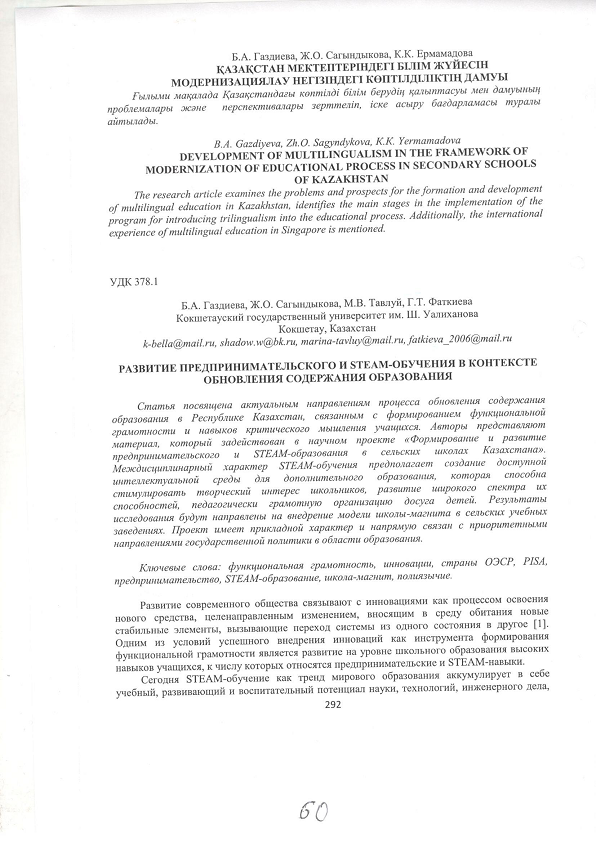 Б.А. Газдиева, Ж.О. Сагындыкова, К.К. Ермамадова
ҚАЗАҚСТАН МЕКТЕПТЕРІНДЕГІ БІЛІМ ЖҮЙЕСІН
МОДЕРНИЗАЦИЯЛАУ НЕГІЗІНДЕГІ КӨПТІЛДІЛІКТІҢ ДАМУЫ
Ғылыми мақалада Қазақстандағы көптілді білім берудің қалыптасуы мен дамуының
проблемалары және перспективалары зерттеліп, іске асыру бағдарламасы туралы
айтылады.
B.A. Gazdiyeva, Zh.O. Sagyndykova, K.K. Yermamadova
DEVELOPMENT OF MULTILINGUALISM IN THE FRAMEWORK OF
MODERNIZATION OF EDUCATIONAL PROCESS IN SECONDARY SCHOOLS
OF KAZAKHSTAN
The research article examines the problems and prospects for the formation and development
of multilingual education in Kazakhstan, identifies the main stages in the implementation of the
program for introducing trilingualism into the educational process. Additionally, the international
experience of multilingual education in Singapore is mentioned.
УДК 378.1
Б.А. Газдиева, Ж.О. Сагындыкова, М.В. Тавлуй, Г.Т. Фаткиева
Кокшетауский государственный университет им. Ш. Уалиханова
Кокшетау, Казахстан
k-bella@mail.ru, shadow.w@bk.ru, marina-tavluy@mail.ru, fatkieva_2006@mail.ru
РАЗВИТИЕ ПРЕДПРИНИМАТЕЛЬСКОГО И STEAM-ОБУЧЕНИЯ В КОНТЕКСТЕ
ОБНОВЛЕНИЯ СОДЕРЖАНИЯ ОБРАЗОВАНИЯ
Статья посвящена актуальным направлениям процесса обновления содержания
образования в Республике Казахстан, связанным с формированием функциональной
грамотности и навыков критического мышления учащихся. Авторы представляют
материал, который задействован в научном проекте «Формирование и развитие
предпринимательского и STEAM-образования в сельских школах Казахстана».
Междисциплинарный характер STEAM-обучения предполагает создание доступной
интеллектуальной среды для дополнительного образования, которая способна
стимулировать творческий интерес школьников, развитие широкого спектра их
способностей, педагогически грамотную организацию досуга детей. Результаты
исследования будут направлены на внедрение модели школы-магнита в сельских учебных
заведениях. Проект имеет прикладной характер и напрямую связан с приоритетными
направлениями государственной политики в области образования.
Ключевые слова: функциональная грамотность, инновации, страны ОЭСР, PISA,
предпринимательство, STEAM-образование, школа-магнит, полиязычие.
Развитие современного общества связывают с инновациями как процессом освоения
нового средства, целенаправленным изменением, вносящим в среду обитания новые
стабильные элементы, вызывающие переход системы из одного состояния в другое [1].
Одним из условий успешного внедрения инноваций как инструмента формирования
функциональной грамотности является развитие на уровне школьного образования высоких
навыков учащихся, к числу которых относятся предпринимательские и STEAM-навыки.
Сегодня STEAM-обучение как тренд мирового образования аккумулирует в себе
учебный, развивающий и воспитательный потенциал науки, технологий, инженерного дела,
292
60